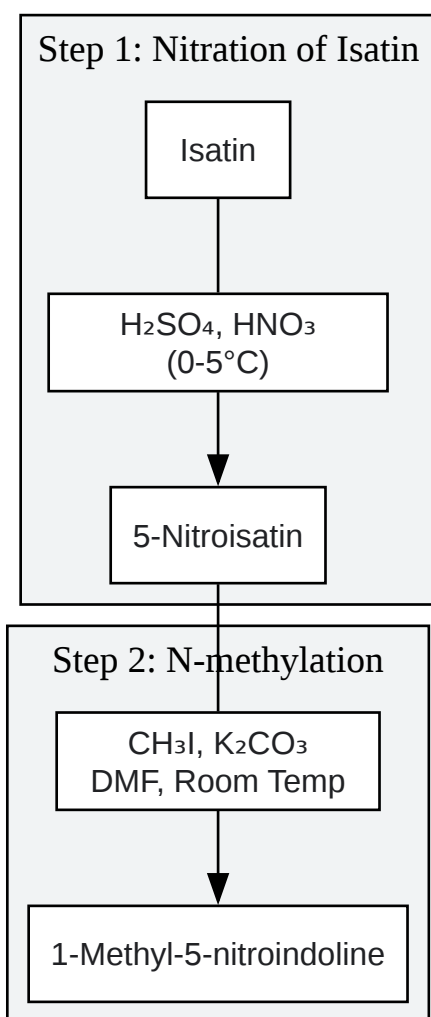 Step 1: Nitration of Isatin
Isatin
H₂SO₄, HNO₃
(0-5°C)
5-Nitroisatin
Step 2: N-methylation
CH₃I, K₂CO₃
DMF, Room Temp
1-Methyl-5-nitroindoline